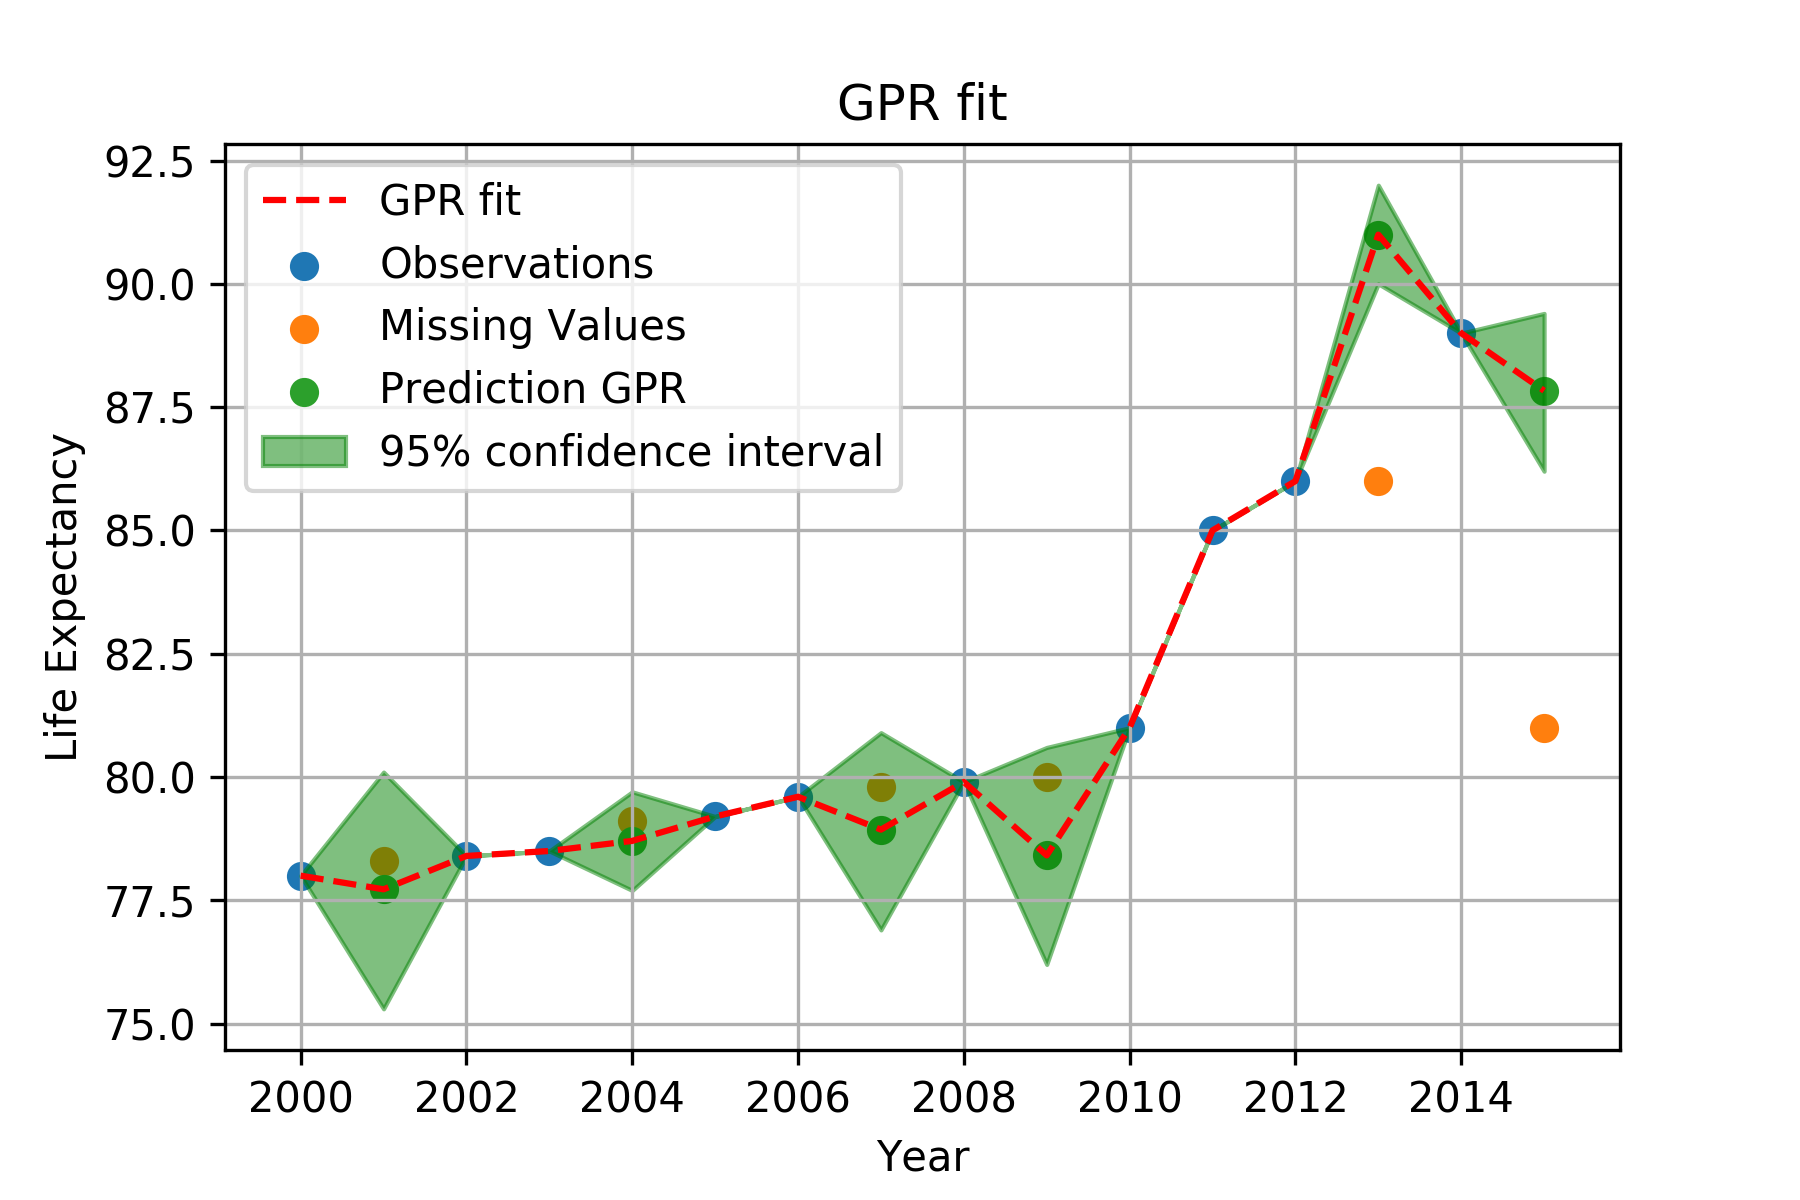 GPR fit
92.5
90.0
87.5
85.0
82.5
80.0
77.5
75.0
Life Expectancy
GPR fit
Observations
Missing Values
Prediction GPR
95% confidence interval
2000 2002 2004 2006 2008 2010 2012 2014
Year